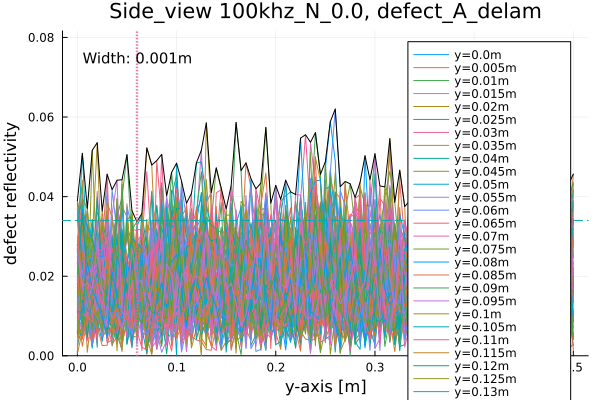 Side_view 100khz_N_0.0, defect_A_delam
0.08
0.06
0.04
0.02
0.00
defect reflectivity
Width: 0.001m
0.0
0.1
0.2
0.3
.5
y-axis [m]
y=0.0m
y=0.005m
y=0.01m
y=0.015m
y=0.02m
y=0.025m
y=0.03m
y=0.035m
y=0.04m
y=0.045m
y=0.05m
y=0.055m
y=0.06m
y=0.065m
y=0.07m
y=0.075m
y=0.08m
y=0.085m
y=0.09m
y=0.095m
y=0.1m
y=0.105m
y=0.11m
y=0.115m
y=0.12m
y=0.125m
y=0.13m